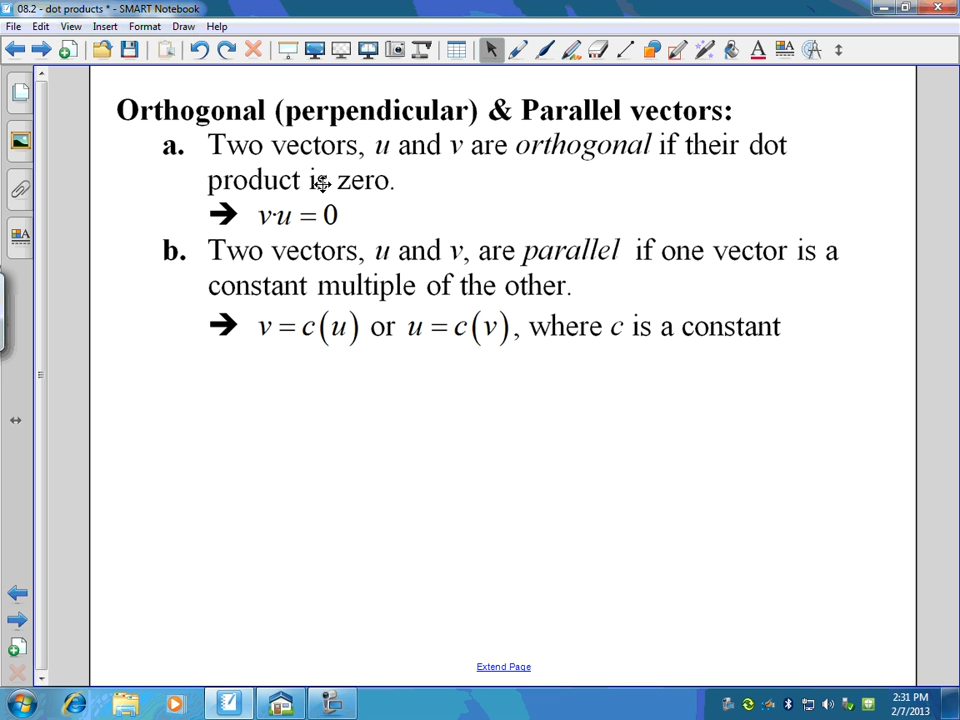 08.2 - dot products * - SMART Notebook
File Edit View Insert Format Draw Help
Orthogonal (perpendicular) & Parallel vectors:
a. Two vectors, u and v are orthogonal if their dot
product is zero.
➔ v·u = 0
b. Two vectors, u and v, are parallel if one vector is a
constant multiple of the other.
➔ v = c(u) or u = c(v), where c is a constant
Extend Page
2:31 PM
2/7/2013